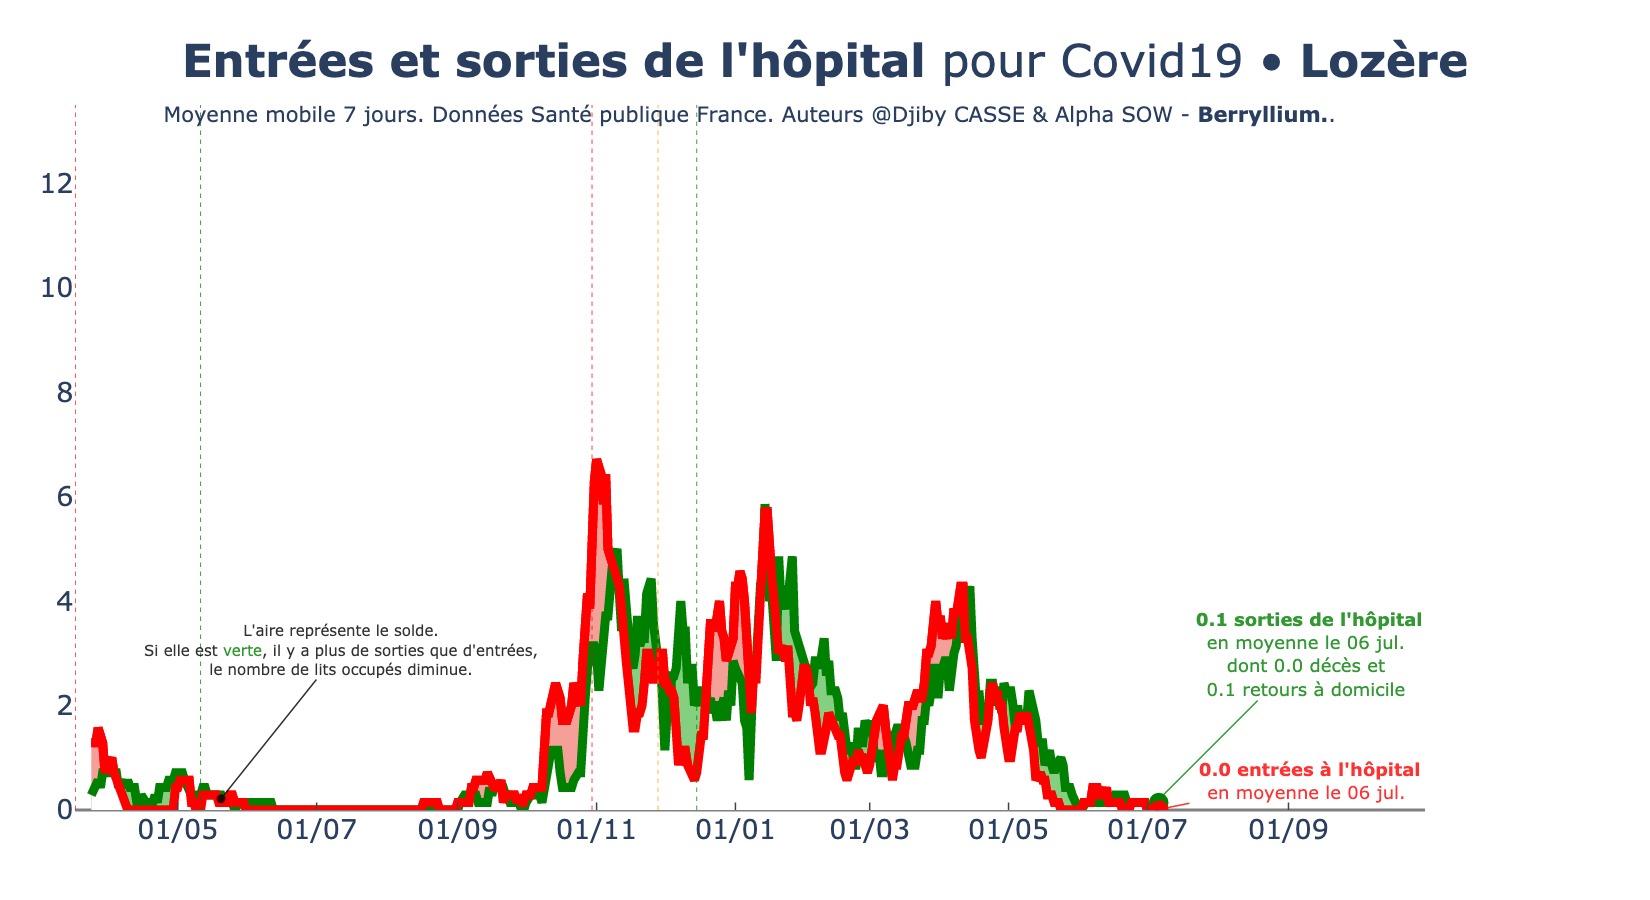 Entrées et sorties de l'hôpital pour Covid19 • Lozère
Moyenne mobile 7 jours. Données Santé publique France. Auteurs @Djiby CASSE & Alpha SOW - Berryllium..
12
10
8
6
4
2
0
L'aire représente le solde.
Si elle est verte, il y a plus de sorties que d'entrées,
le nombre de lits occupés diminue.
0.1 sorties de l'hôpital
en moyenne le 06 jul.
dont 0.0 décès et
0.1 retours à domicile
0.0 entrées à l'hôpital
en moyenne le 06 jul.
01/05 01/07 01/09 01/11 01/01 01/03 01/05 01/07 01/09